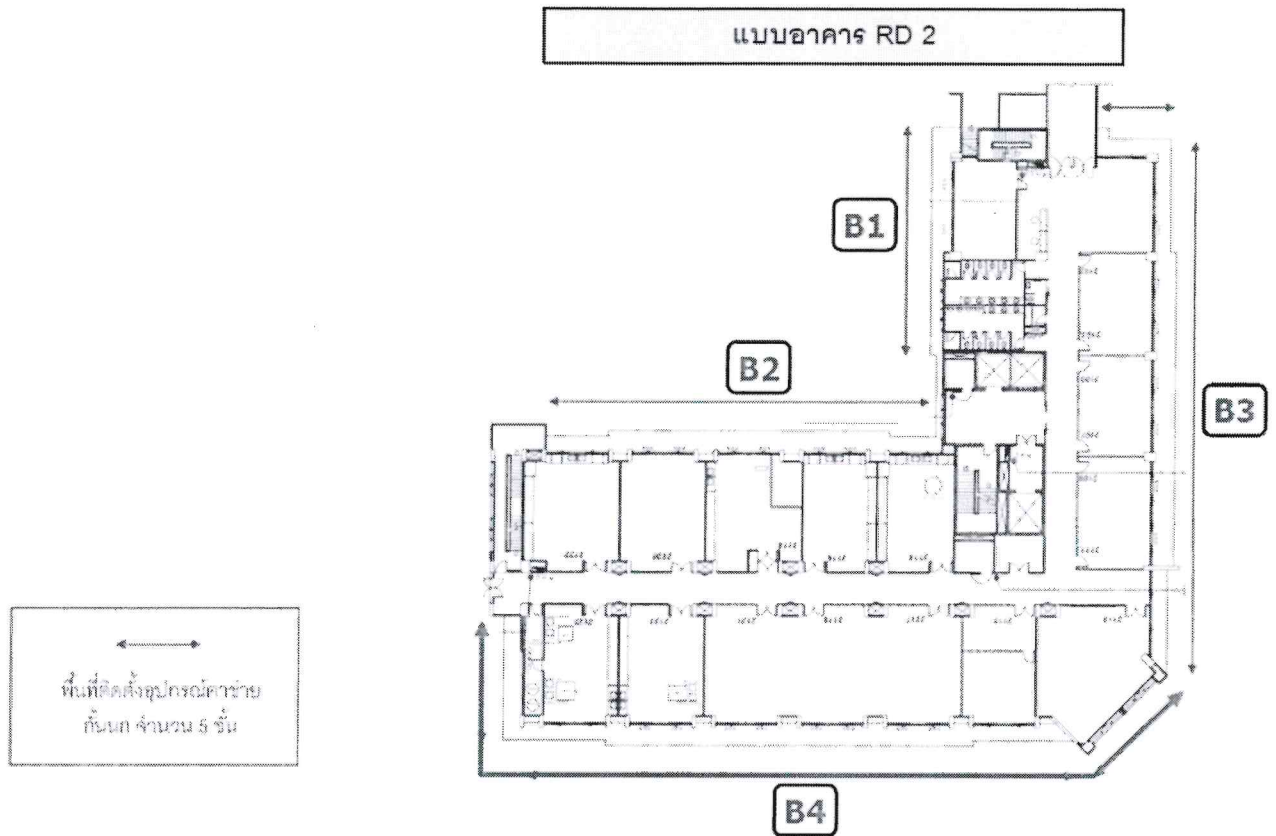 แบบอาคาร RD 2
B1
B2
B3
พื้นที่ติดตั้งอุปกรณ์ตาข่าย
กั้นนก จำนวน 5 ชั้น
B4